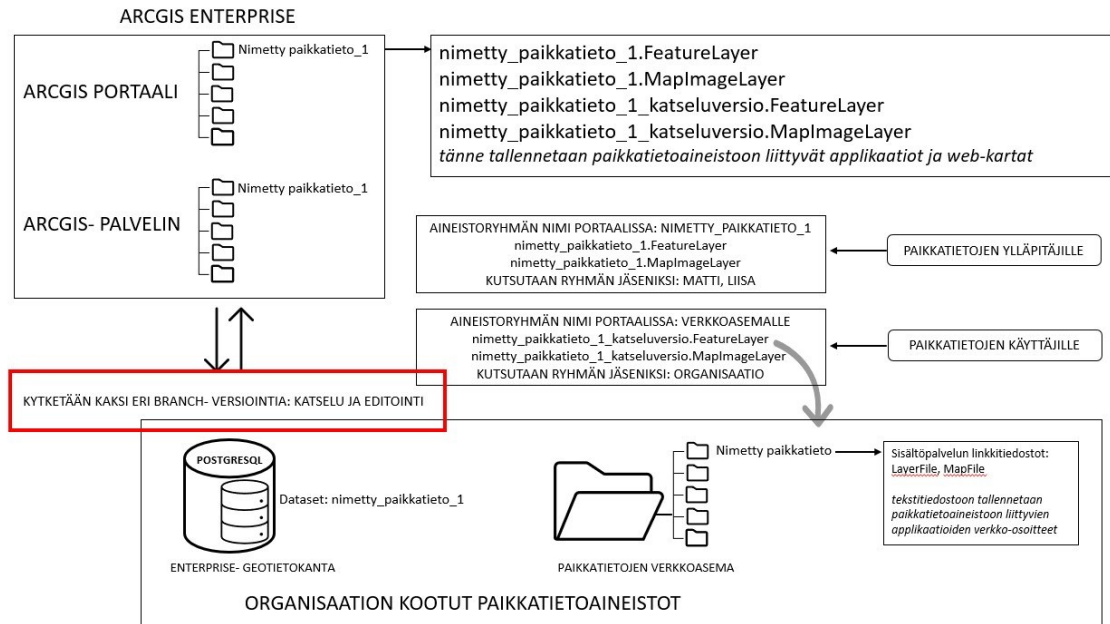 ARCGIS ENTERPRISE
Nimetty paikkatieto_1
ARCGIS PORTAALI
Nimetty paikkatieto_1
ARCGIS- PALVELIN
nimetty_paikkatieto_1.FeatureLayer
nimetty_paikkatieto_1.MapImageLayer
nimetty_paikkatieto_1_katseluversio.FeatureLayer
nimetty_paikkatieto_1_katseluversio.MapImageLayer
tänne tallennetaan paikkatietoaineistoon liittyvät applikaatiot ja web-kartat
AINEISTORYHMÄN NIMI PORTAALISSA: NIMETTY_PAIKKATIETO_1
nimetty_paikkatieto_1.FeatureLayer
nimetty_paikkatieto_1.MapImageLayer
KUTSUTAAN RYHMÄN JÄSENIKSI: MATTI, LIISA
PAIKKATIETOJEN YLLÄPITÄJILLE
AINEISTORYHMÄN NIMI PORTAALISSA: VERKKOASEMALLE
nimetty_paikkatieto_1_katseluversio.FeatureLayer
nimetty_paikkatieto_1_katseluversio.MapImageLayer
KUTSUTAAN RYHMÄN JÄSENIKSI: ORGANISAATIO
PAIKKATIETOJEN KÄYTTÄJILLE
KYTKETÄÄN KAKSI ERI BRANCH- VERSIOINTIA: KATSELU JA EDITOINTI
POSTGRESQL
Dataset: nimetty_paikkatieto_1
ENTERPRISE- GEOTIETOKANTA
Nimetty paikkatieto
PAIKKATIETOJEN VERKKOASEMA
Sisältöpalvelun linkkitiedostot:
LayerFile, MapFile
tekstitiedostoon tallennetaan
paikkatietoaineistoon liittyvien
applikaatioiden verkko-osoitteet
ORGANISAATION KOOTUT PAIKKATIETOAINEISTOT